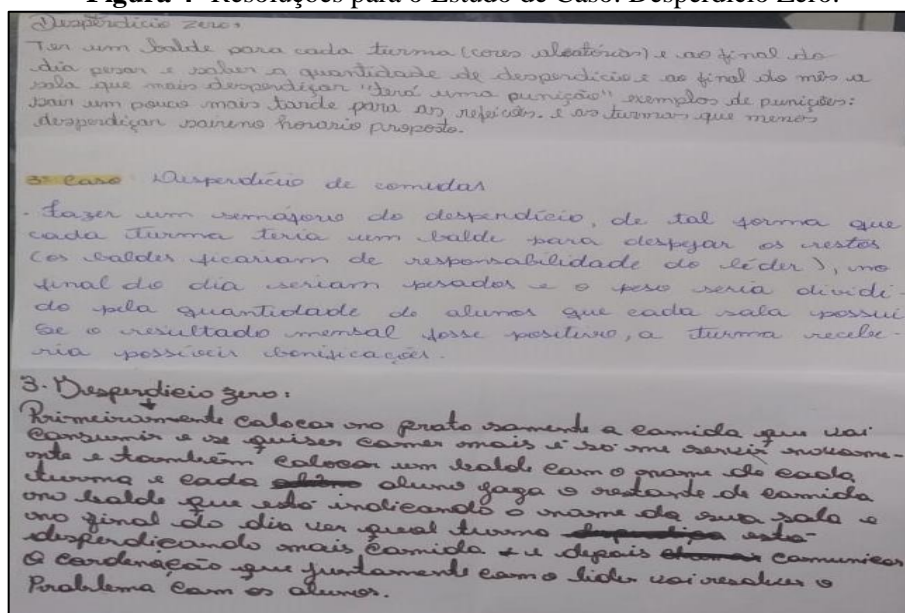 Figura 4- Resoluções para o Estudo de Caso: Desperdício Zero.
Desperdício zero:
Ter um balde para cada turma (cores aleatórias) e ao final do
dia pesar e saber a quantidade de desperdício e ao final do mês a
sala que mais desperdiçar "terá uma punição" exemplos de punições:
sair um pouco mais tarde para as refeições. e as turmas que menos
desperdiçar saireno horario proposto.
3º Caso Desperdício de comidas
. Fazer um semáforo do desperdício, de tal forma que
cada turma teria um balde para despejar os restos
(os baldes ficariam de responsabilidade do líder), no
final do dia seriam pesados e o peso seria dividi-
do pela quantidade de alunos que cada sala possui
Se o resultado mensal fosse positivo, a turma recebe-
ria possíveis bonificações.
3. Desperdicio zero:
Primeiramente colocar no prato somente a comida que vai
consumir e se quiser comer mais é só me servir novame-
nte e também colocar um balde com o nome de cada
turma e cada aluno faça o restante de comida
no balde que está indicando o nome da sua sala e
no final do dia ver qual turma está
desperdiçando mais comida e depois comunicar
a cordenação que juntamente com o lider vai resolver o
Problema com os alunos.